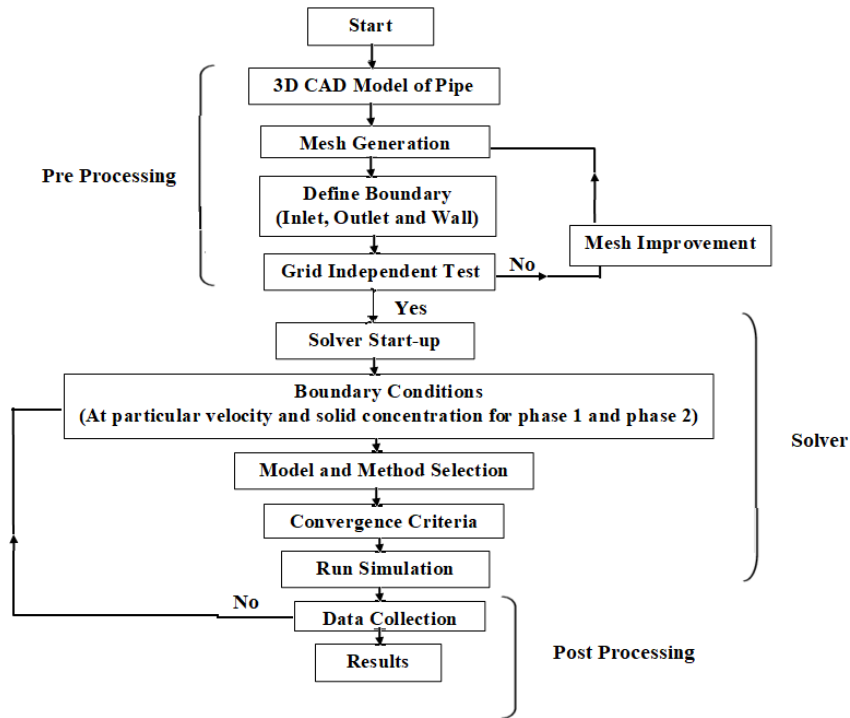 Start
3D CAD Model of Pipe
Mesh Generation
Pre Processing
Define Boundary
(Inlet, Outlet and Wall)
Mesh Improvement
Grid Independent Test
No
Yes
Solver Start-up
Boundary Conditions
(At particular velocity and solid concentration for phase 1 and phase 2)
Solver
Model and Method Selection
Convergence Criteria
Run Simulation
No
Data Collection
Results
Post Processing